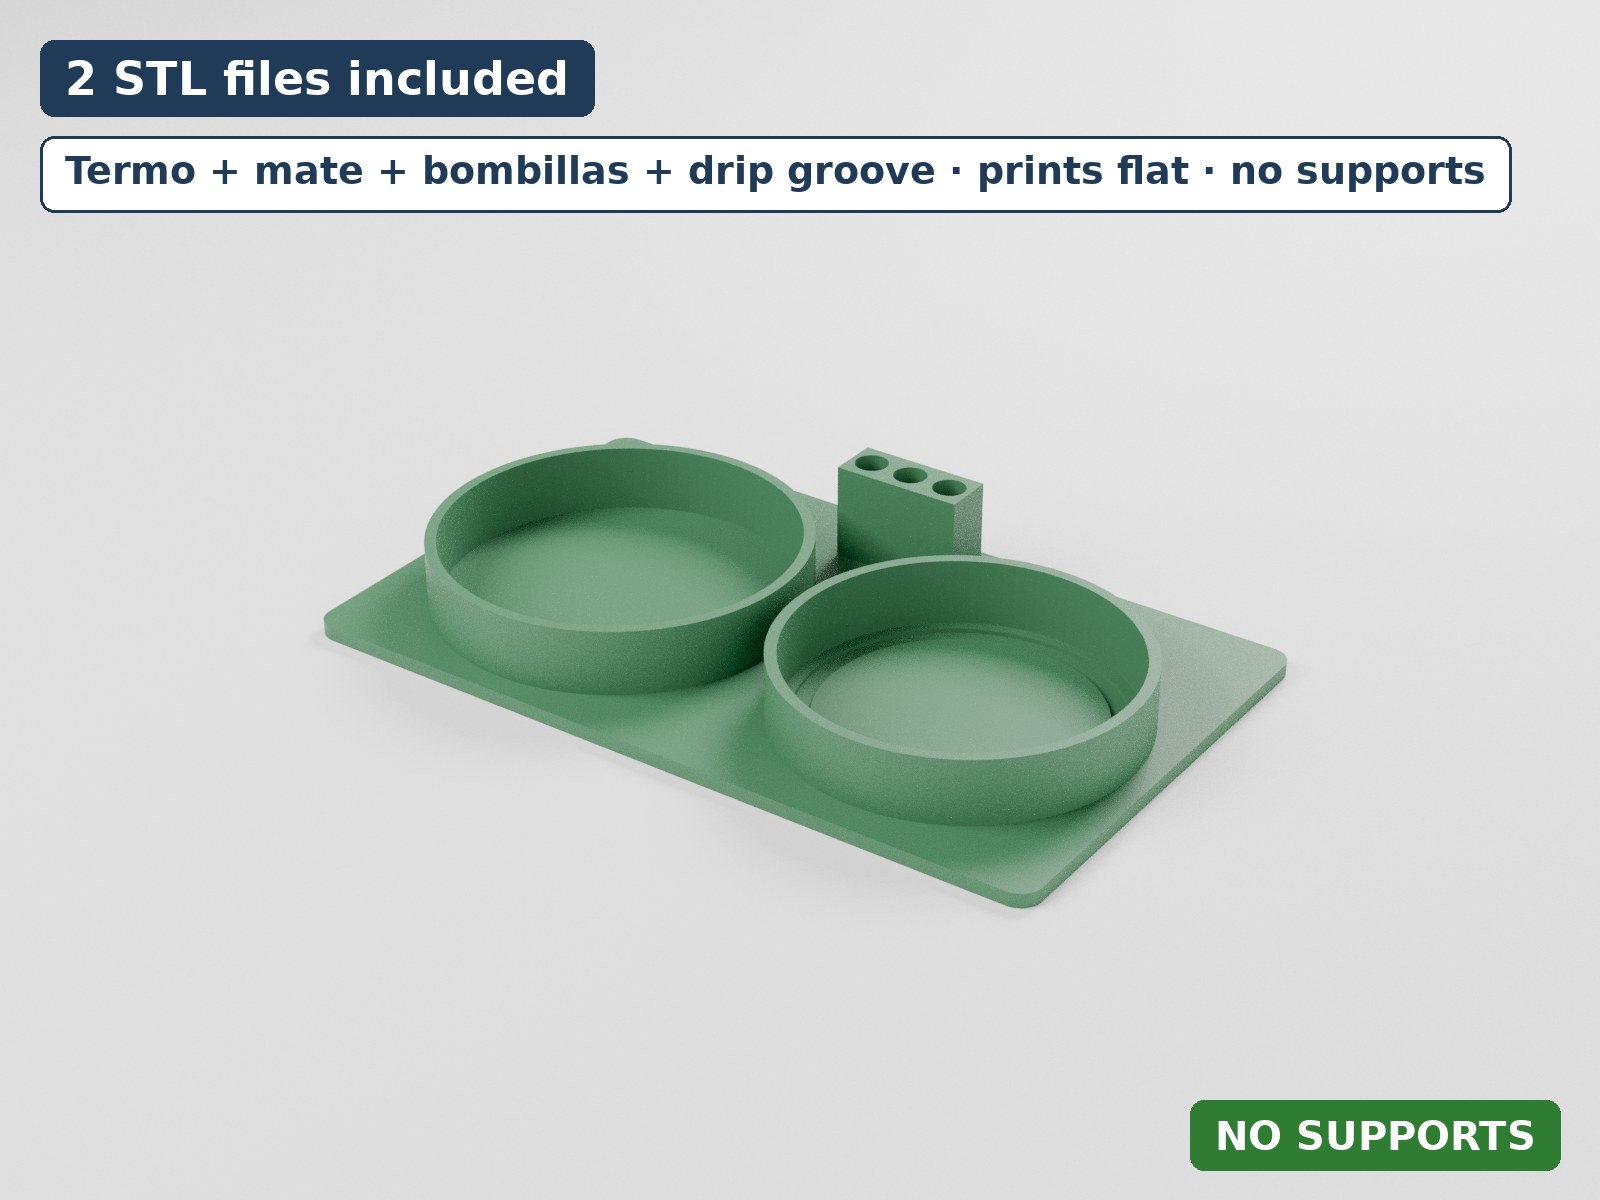 2 STL files included
Termo + mate + bombillas + drip groove · prints flat · no supports
NO SUPPORTS